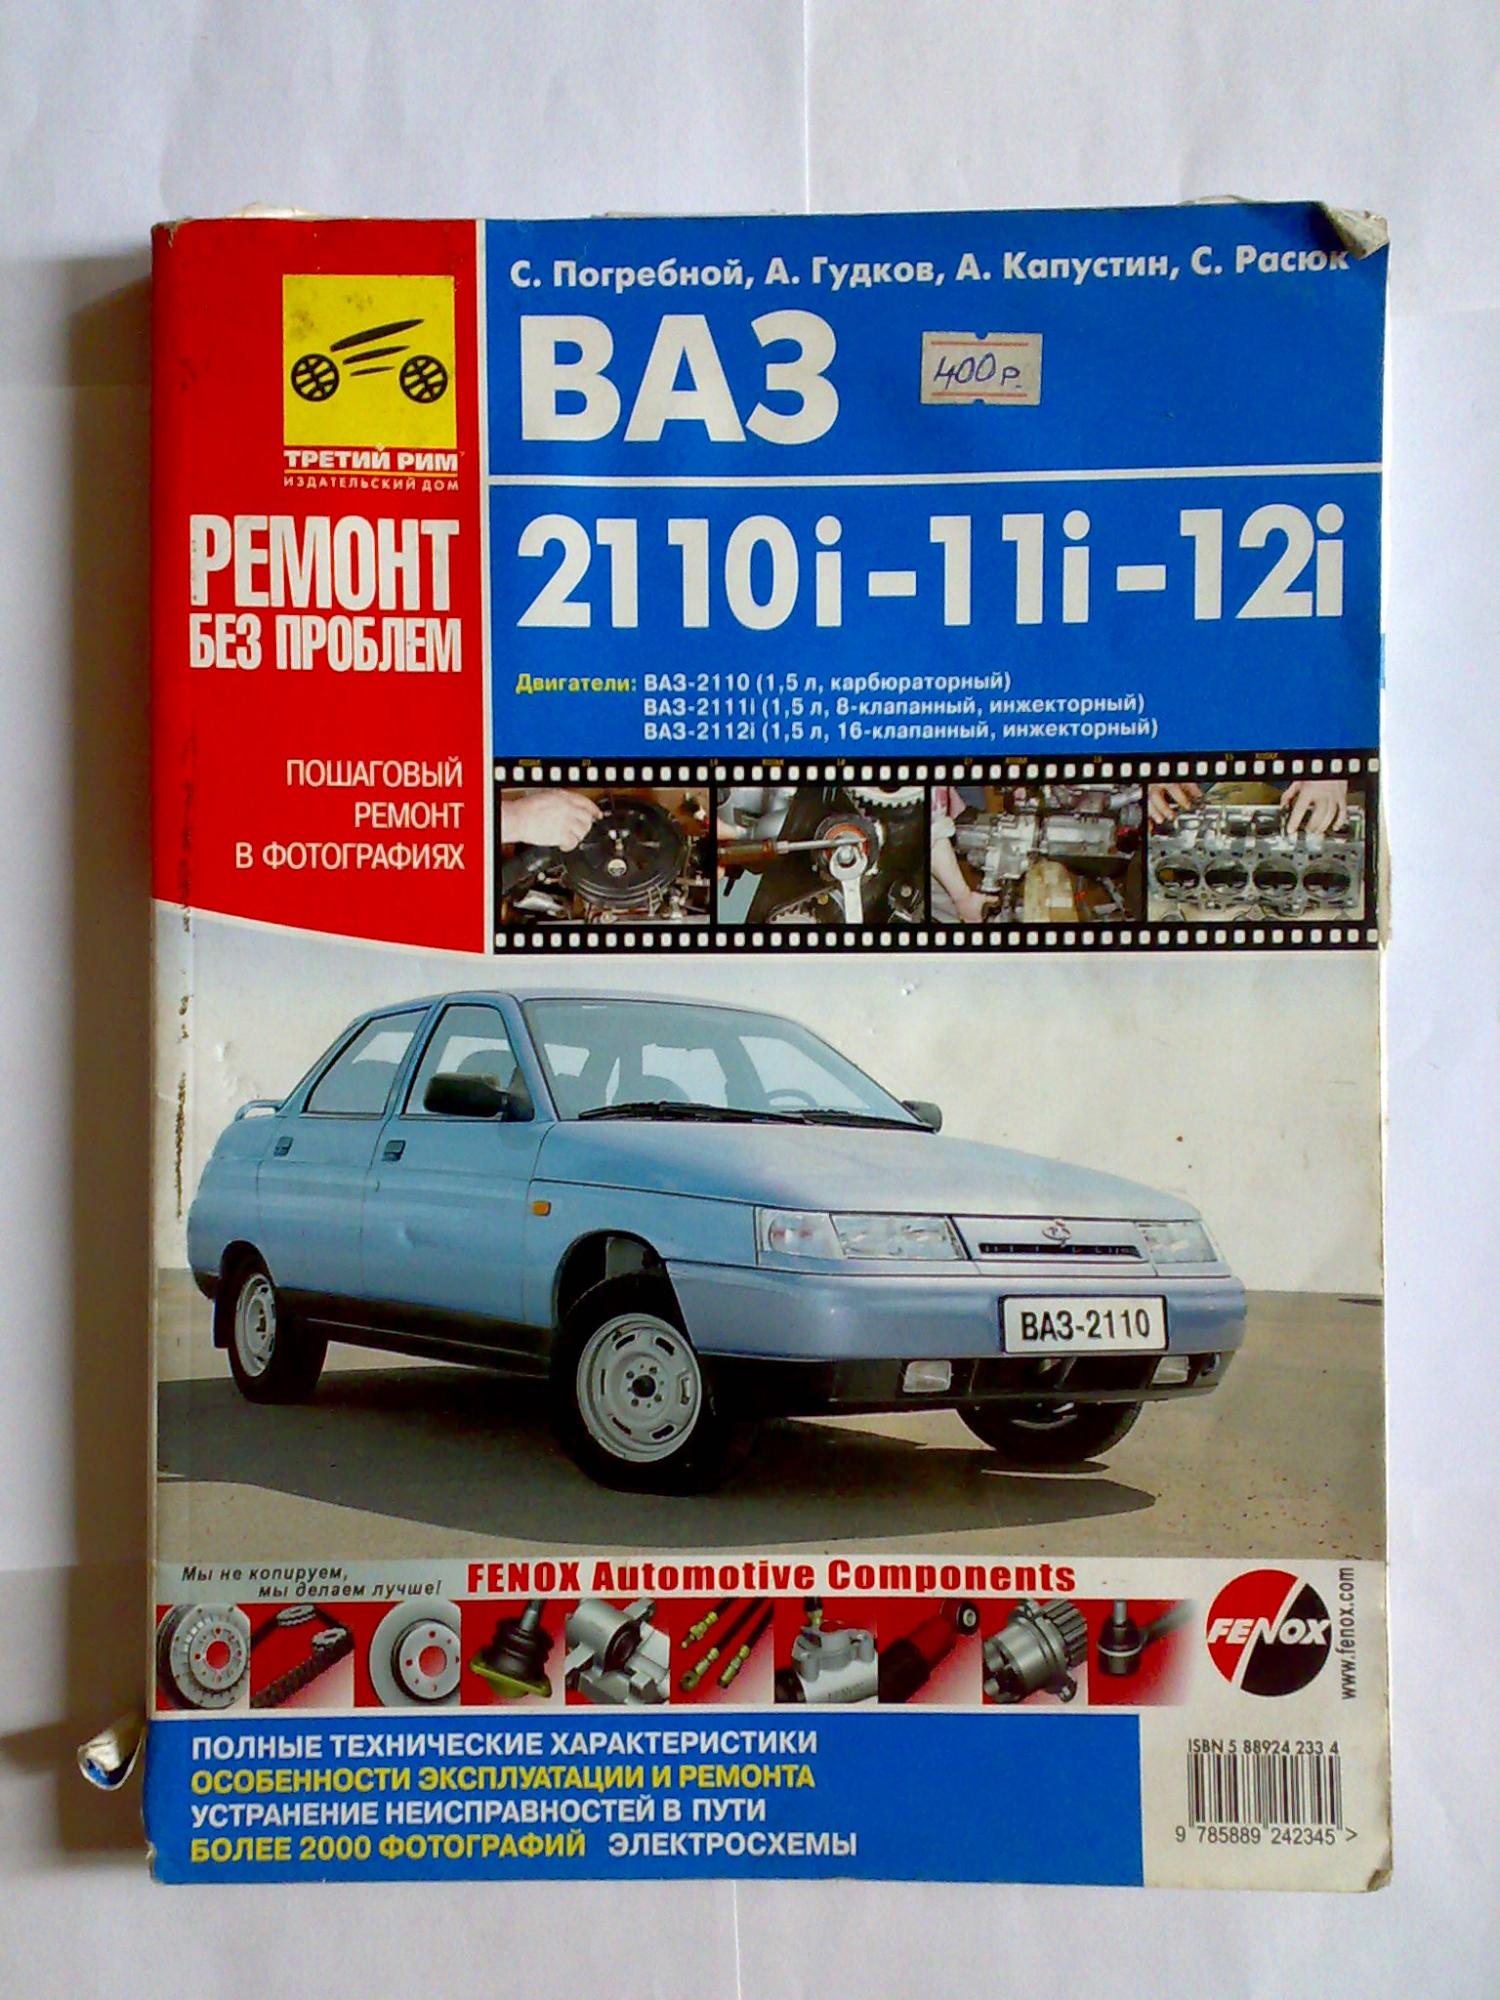 С. Погребной, А. Гудков, А. Капустин, С. Расюк
ВАЗ
400 р.
2110i-11i-12i
Двигатели: ВАЗ-2110 (1,5 л, карбюраторный)
ВАЗ-2111i (1,5 л, 8-клапанный, инжекторный)
ВАЗ-2112i (1,5 л, 16-клапанный, инжекторный)
ТРЕТИЙ РИМ
ИЗДАТЕЛЬСКИЙ ДОМ
РЕМОНТ
БЕЗ ПРОБЛЕМ
ПОШАГОВЫЙ
РЕМОНТ
В ФОТОГРАФИЯХ
ВАЗ-2110
Мы не копируем,
мы делаем лучше!
FENOX Automotive Components
FENOX
www.fenox.com
ПОЛНЫЕ ТЕХНИЧЕСКИЕ ХАРАКТЕРИСТИКИ
ОСОБЕННОСТИ ЭКСПЛУАТАЦИИ И РЕМОНТА
УСТРАНЕНИЕ НЕИСПРАВНОСТЕЙ В ПУТИ
БОЛЕЕ 2000 ФОТОГРАФИЙ ЭЛЕКТРОСХЕМЫ
ISBN 5 88924 233 4
9 785889 242345 >